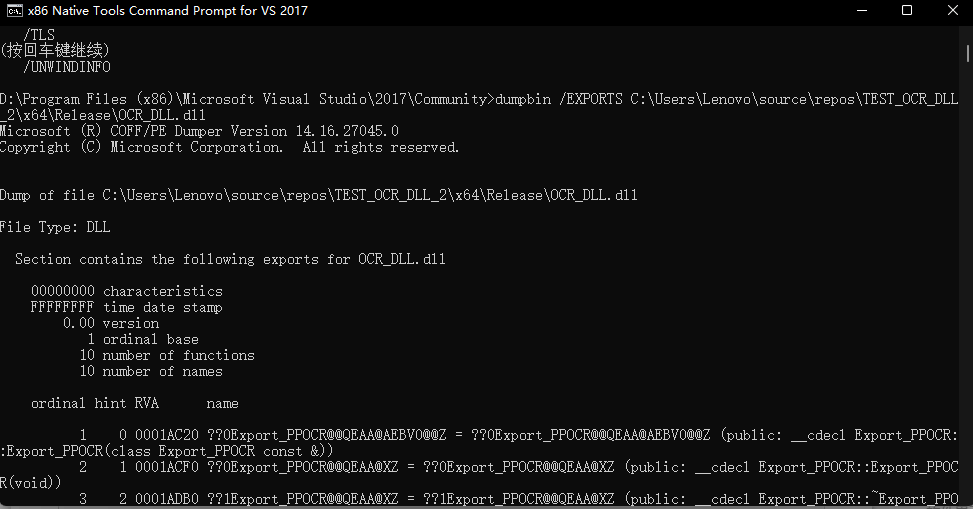 x86 Native Tools Command Prompt for VS 2017
/TLS
(按回车键继续)
/UNWINDINFO
D:\Program Files (x86)\Microsoft Visual Studio\2017\Community>dumpbin /EXPORTS C:\Users\Lenovo\source\repos\TEST_OCR_DLL
_2\x64\Release\OCR_DLL.dll
Microsoft (R) COFF/PE Dumper Version 14.16.27045.0
Copyright (C) Microsoft Corporation.  All rights reserved.
Dump of file C:\Users\Lenovo\source\repos\TEST_OCR_DLL_2\x64\Release\OCR_DLL.dll
File Type: DLL
Section contains the following exports for OCR_DLL.dll
00000000 characteristics
FFFFFFFF time date stamp
0.00 version
1 ordinal base
10 number of functions
10 number of names
ordinal hint RVA      name
1    0 0001AC20 ??0Export_PPOCR@@QEAA@AEBV0@@Z = ??0Export_PPOCR@@QEAA@AEBV0@@Z (public: __cdecl Export_PPOCR:
:Export_PPOCR(class Export_PPOCR const &))
2    1 0001ACF0 ??0Export_PPOCR@@QEAA@XZ = ??0Export_PPOCR@@QEAA@XZ (public: __cdecl Export_PPOCR::Export_PPOC
R(void))
3    2 0001ADB0 ??1Export_PPOCR@@QEAA@XZ = ??1Export_PPOCR@@QEAA@XZ (public: __cdecl Export_PPOCR::~Export_PPO